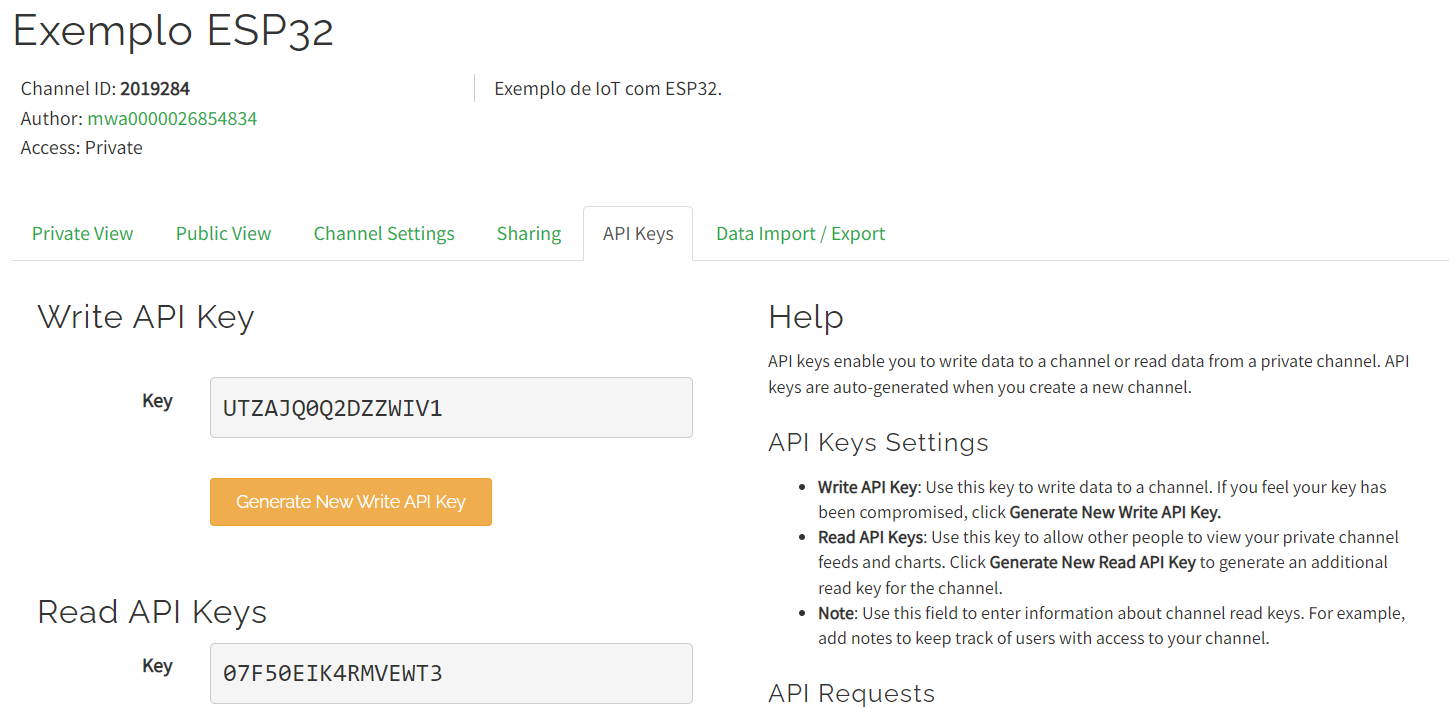 Exemplo ESP32
Channel ID: 2019284
Author: mwa0000026854834
Access: Private
Exemplo de IoT com ESP32.
Private View
Public View
Channel Settings
Sharing
API Keys
Data Import / Export
Write API Key
Key
UTZAJQ0Q2DZZWIV1
Generate New Write API Key
Read API Keys
Key
07F50EIK4RMVEWT3
Help
API keys enable you to write data to a channel or read data from a private channel. API
keys are auto-generated when you create a new channel.
API Keys Settings
• Write API Key: Use this key to write data to a channel. If you feel your key has
been compromised, click Generate New Write API Key.
• Read API Keys: Use this key to allow other people to view your private channel
feeds and charts. Click Generate New Read API Key to generate an additional
read key for the channel.
• Note: Use this field to enter information about channel read keys. For example,
add notes to keep track of users with access to your channel.
API Requests